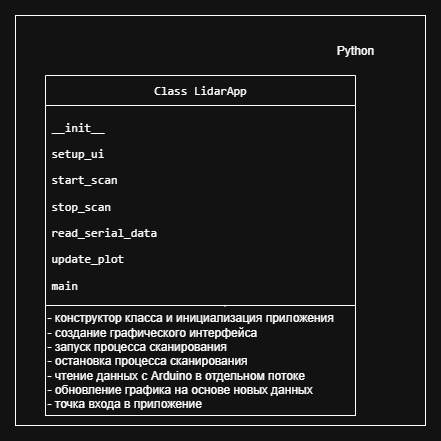 Python
Class LidarApp
__init__
setup_ui
start_scan
stop_scan
read_serial_data
update_plot
main
- конструктор класса и инициализация приложения
- создание графического интерфейса
- запуск процесса сканирования
- остановка процесса сканирования
- чтение данных с Arduino в отдельном потоке
- обновление графика на основе новых данных
- точка входа в приложение